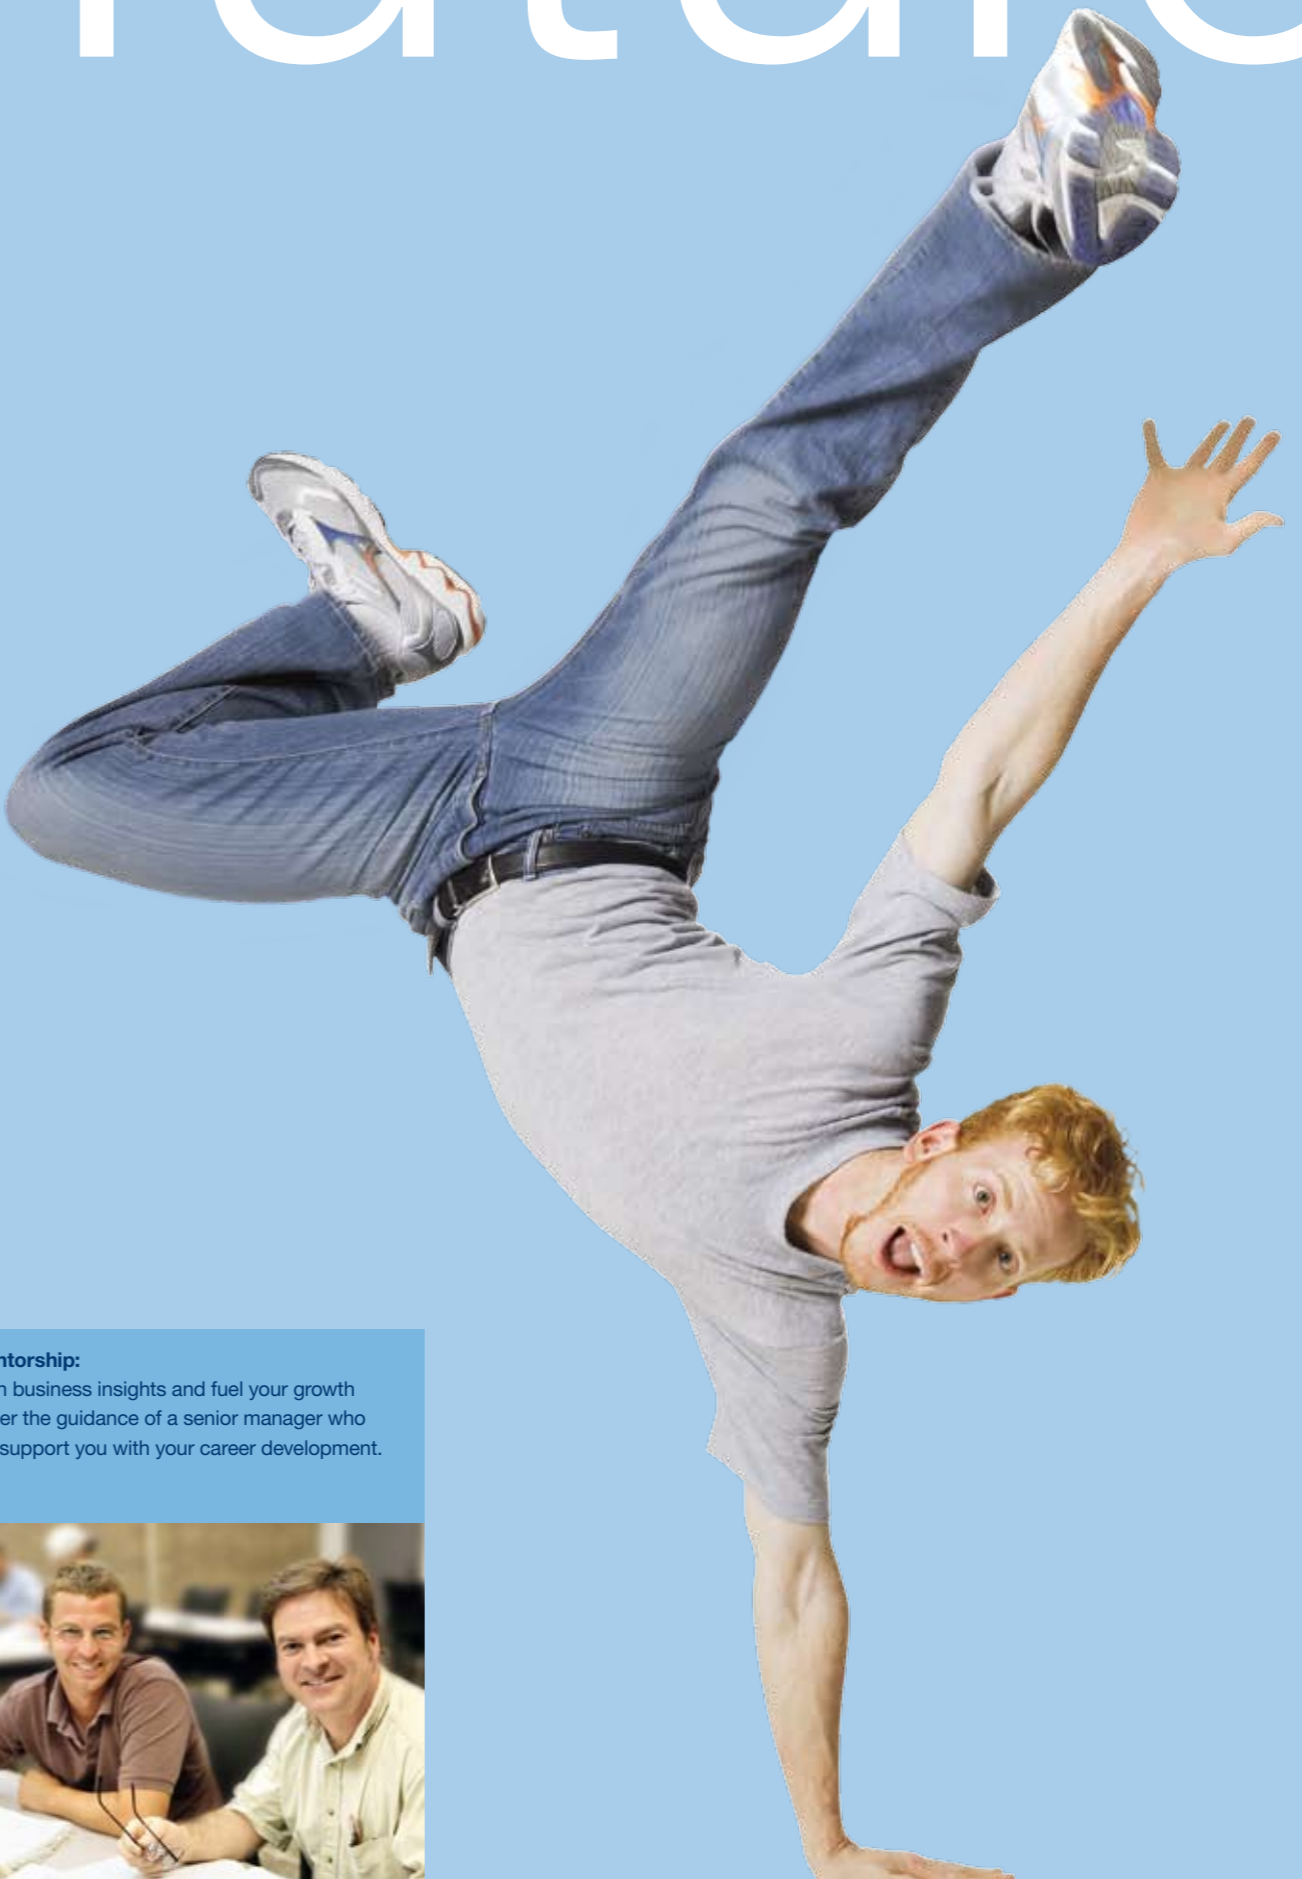 future
ntorship:
n business insights and fuel your growth
er the guidance of a senior manager who
support you with your career development.